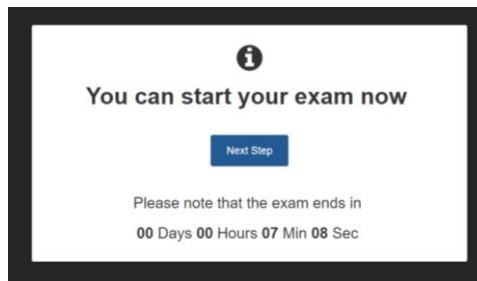 You can start your exam now
Next Step
Please note that the exam ends in
00 Days 00 Hours 07 Min 08 Sec